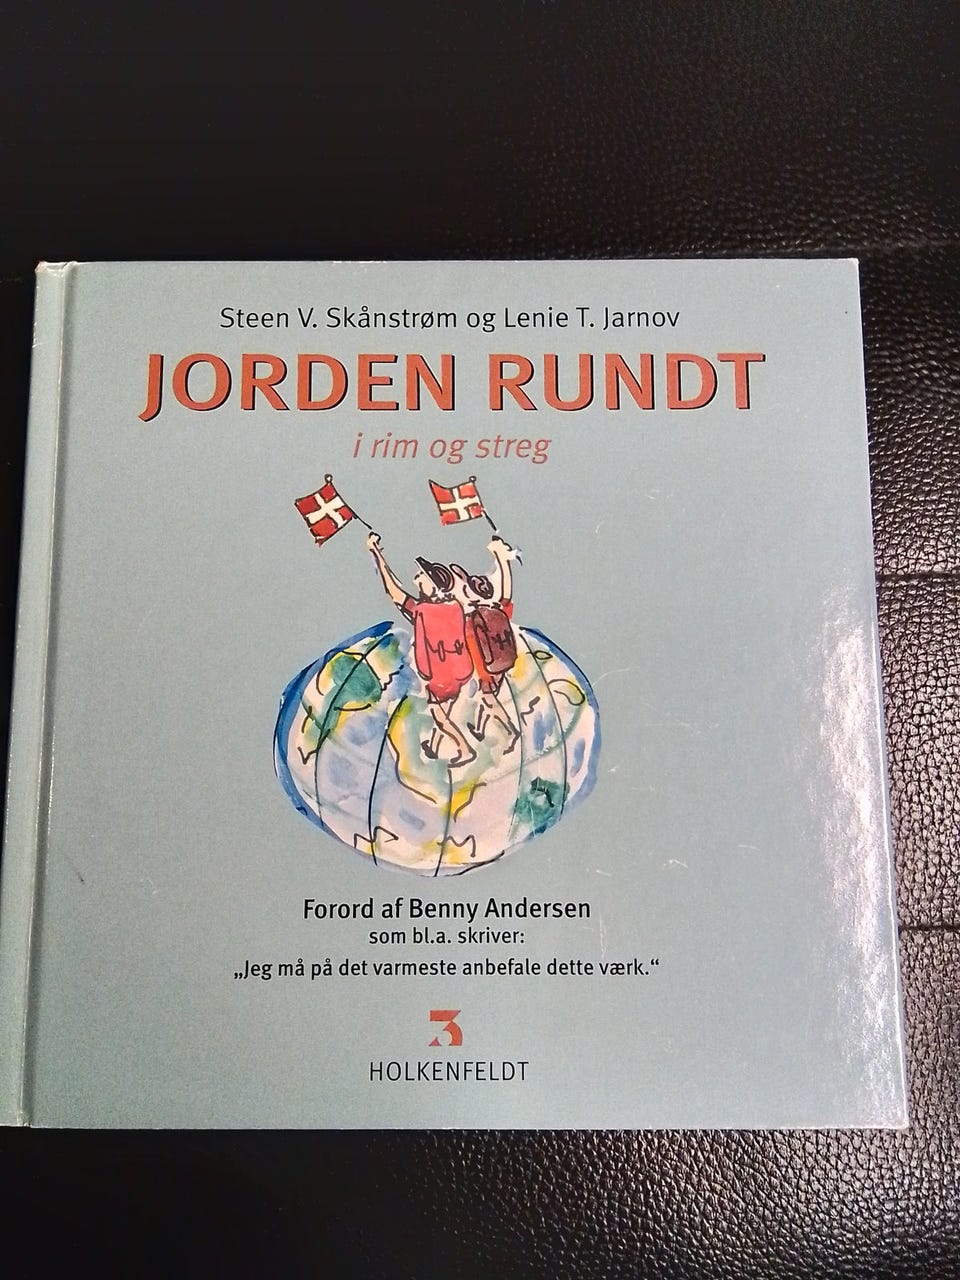 Steen V. Skånstrøm og Lenie T. Jarnov
JORDEN RUNDT
i rim og streg
Forord af Benny Andersen
som bl.a. skriver:
„Jeg må på det varmeste anbefale dette værk.“
3
HOLKENFELDT